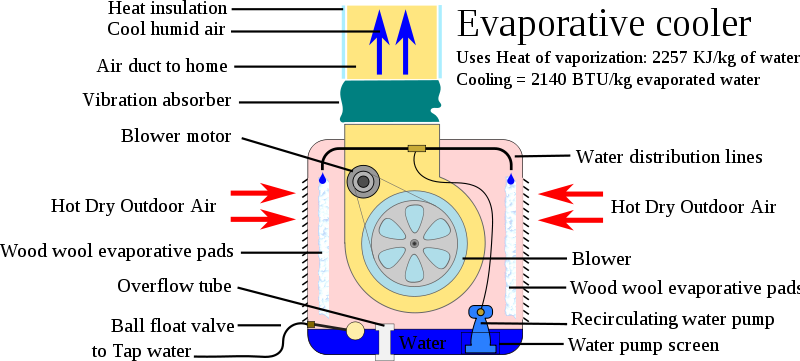 Evaporative cooler
Uses Heat of vaporization: 2257 KJ/kg of water
Cooling = 2140 BTU/kg evaporated water
Heat insulation
Cool humid air
Air duct to home
Vibration absorber
Blower motor
Water distribution lines
Hot Dry Outdoor Air
Hot Dry Outdoor Air
Wood wool evaporative pads
Blower
Overflow tube
Wood wool evaporative pads
Ball float valve
Recirculating water pump
to Tap water
Water
Water pump screen